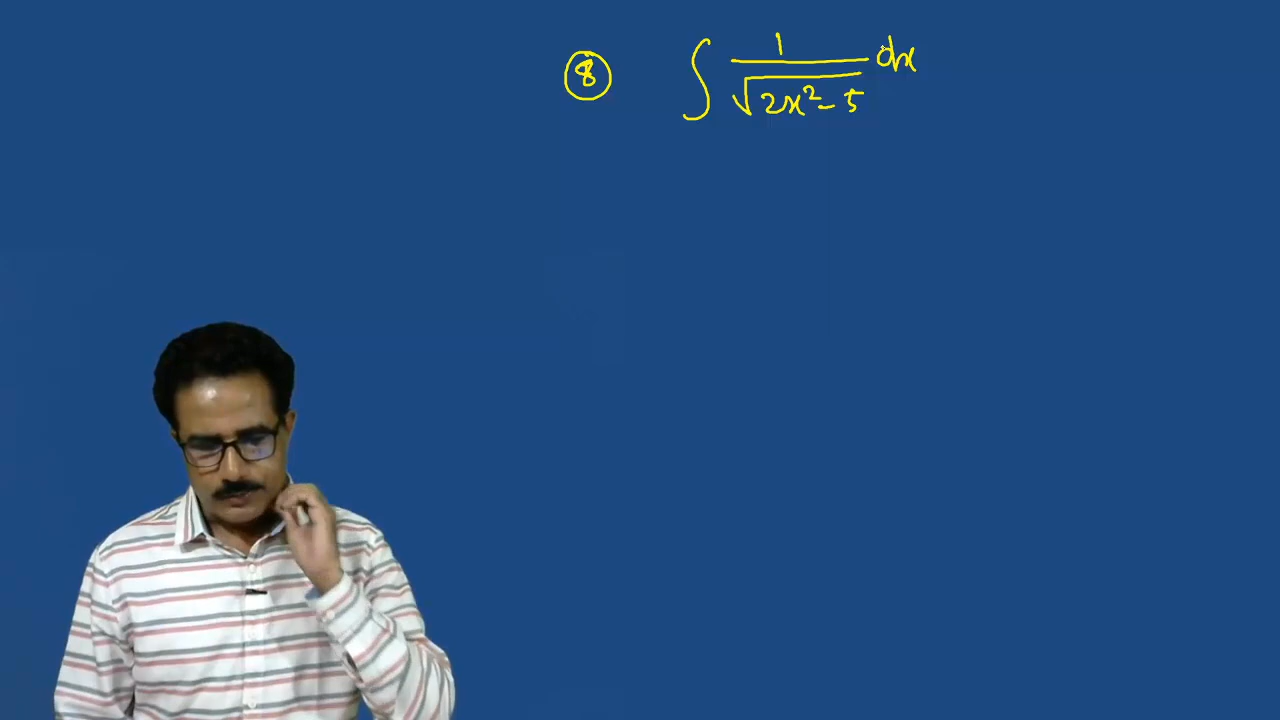 ⑧ ∫ 1/√(2x²-5) dx